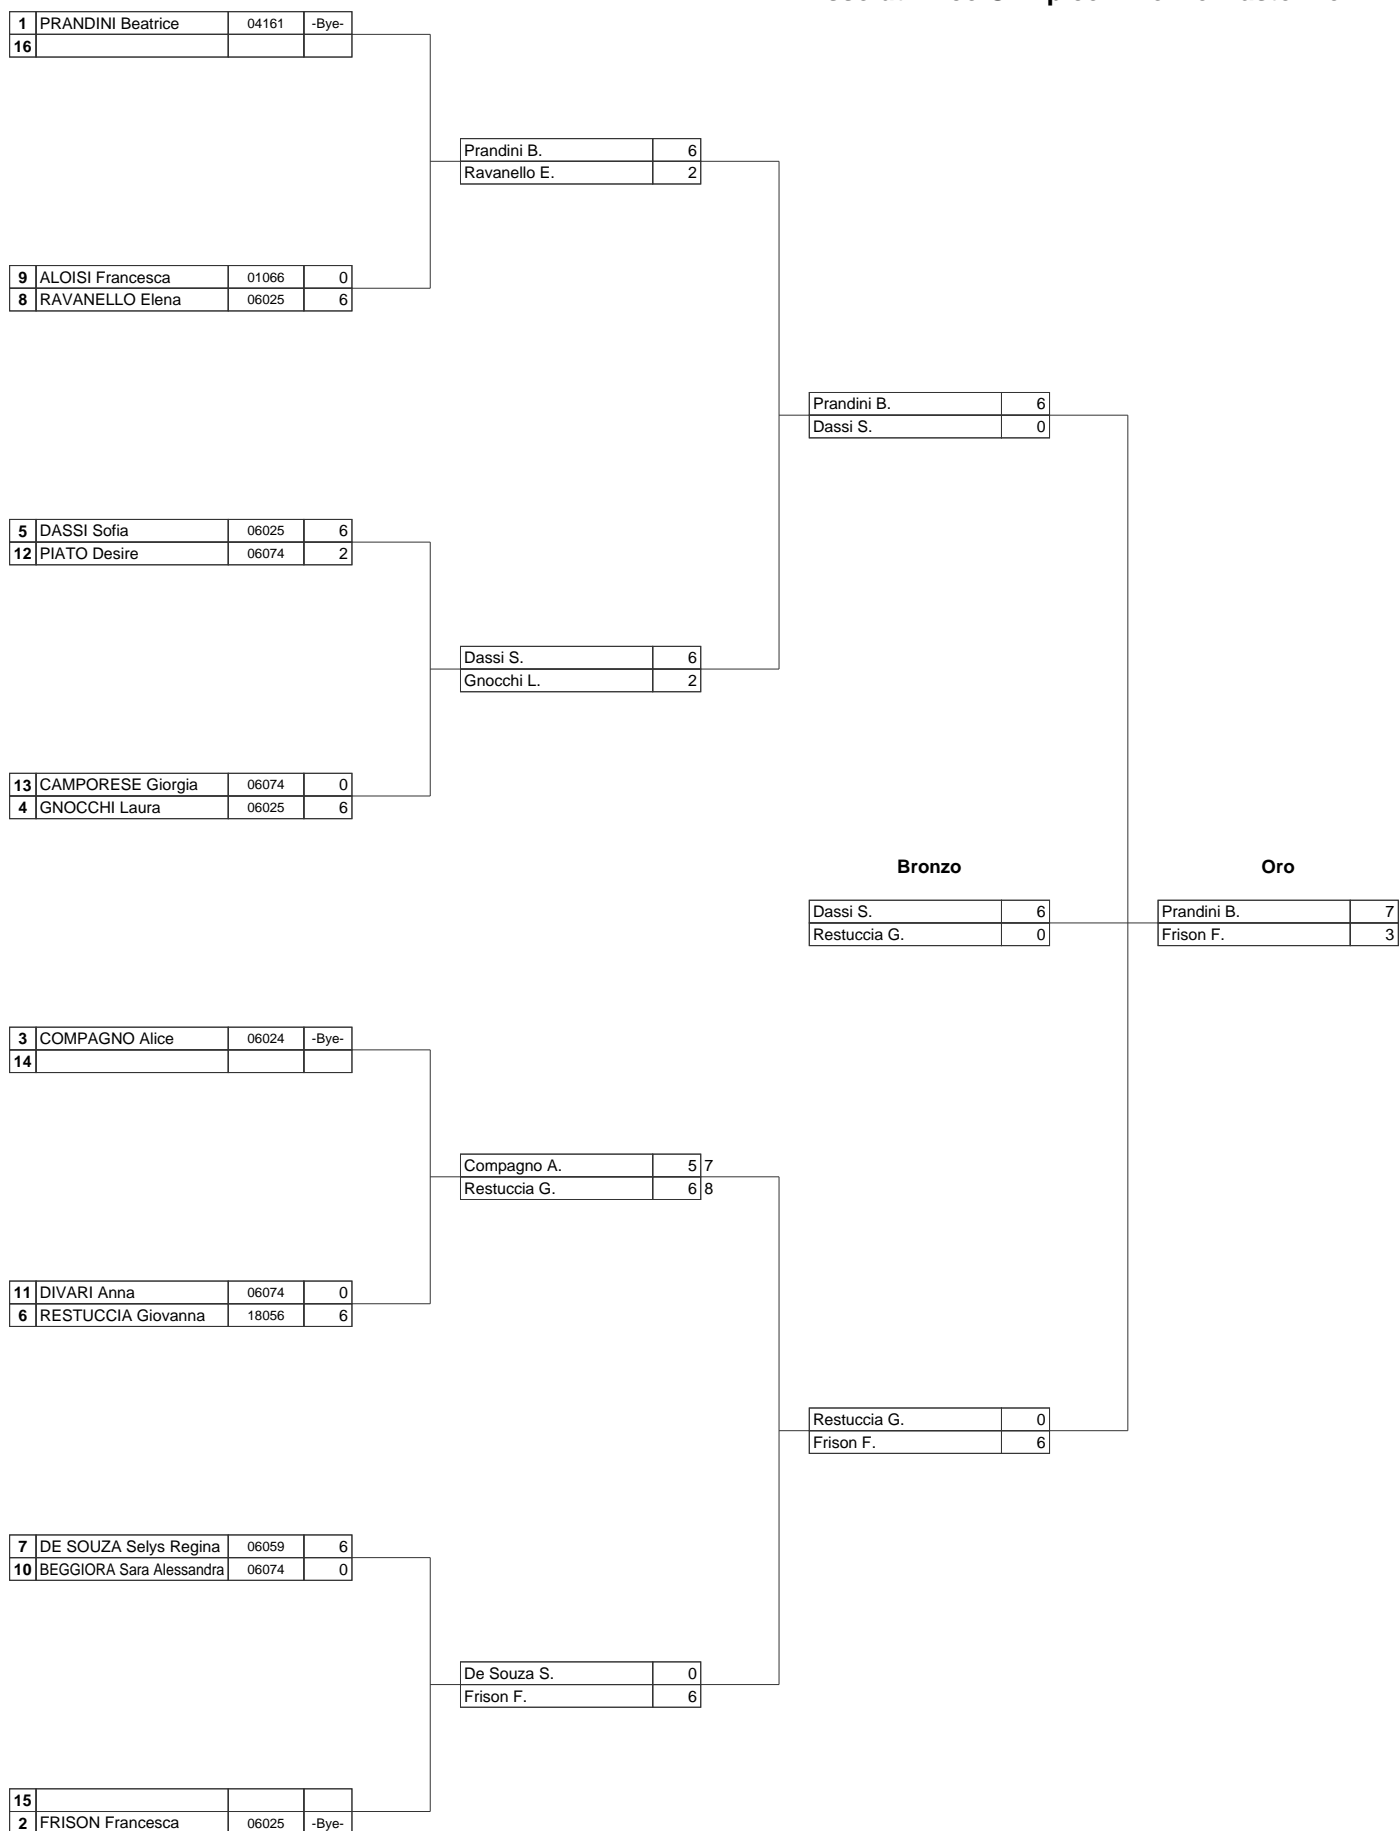 1 PRANDINI Beatrice 04161 -Bye-
16
Prandini B. 6
Ravanello E. 2
9 ALOISI Francesca 01066 0
8 RAVANELLO Elena 06025 6
Prandini B. 6
Dassi S. 0
5 DASSI Sofia 06025 6
12 PIATO Desire 06074 2
Dassi S. 6
Gnocchi L. 2
13 CAMPORESE Giorgia 06074 0
4 GNOCCHI Laura 06025 6
Bronzo Oro
Dassi S. 6 Prandini B. 7
Restuccia G. 0 Frison F. 3
3 COMPAGNO Alice 06024 -Bye-
14
Compagno A. 5 7
Restuccia G. 6 8
11 DIVARI Anna 06074 0
6 RESTUCCIA Giovanna 18056 6
Restuccia G. 0
Frison F. 6
7 DE SOUZA Selys Regina 06059 6
10 BEGGIORA Sara Alessandra 06074 0
De Souza S. 0
Frison F. 6
15
2 FRISON Francesca 06025 -Bye-